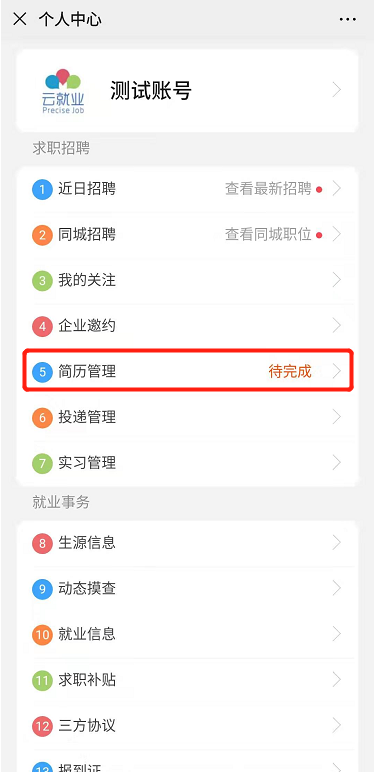 个人中心
云就业
Precise Job
测试账号
求职招聘
1 近日招聘 查看最新招聘
2 同城招聘 查看同城职位
3 我的关注
4 企业邀约
5 简历管理 待完成
6 投递管理
7 实习管理
就业事务
8 生源信息
9 动态摸查
10 就业信息
11 求职补贴
12 三方协议
13 报到证